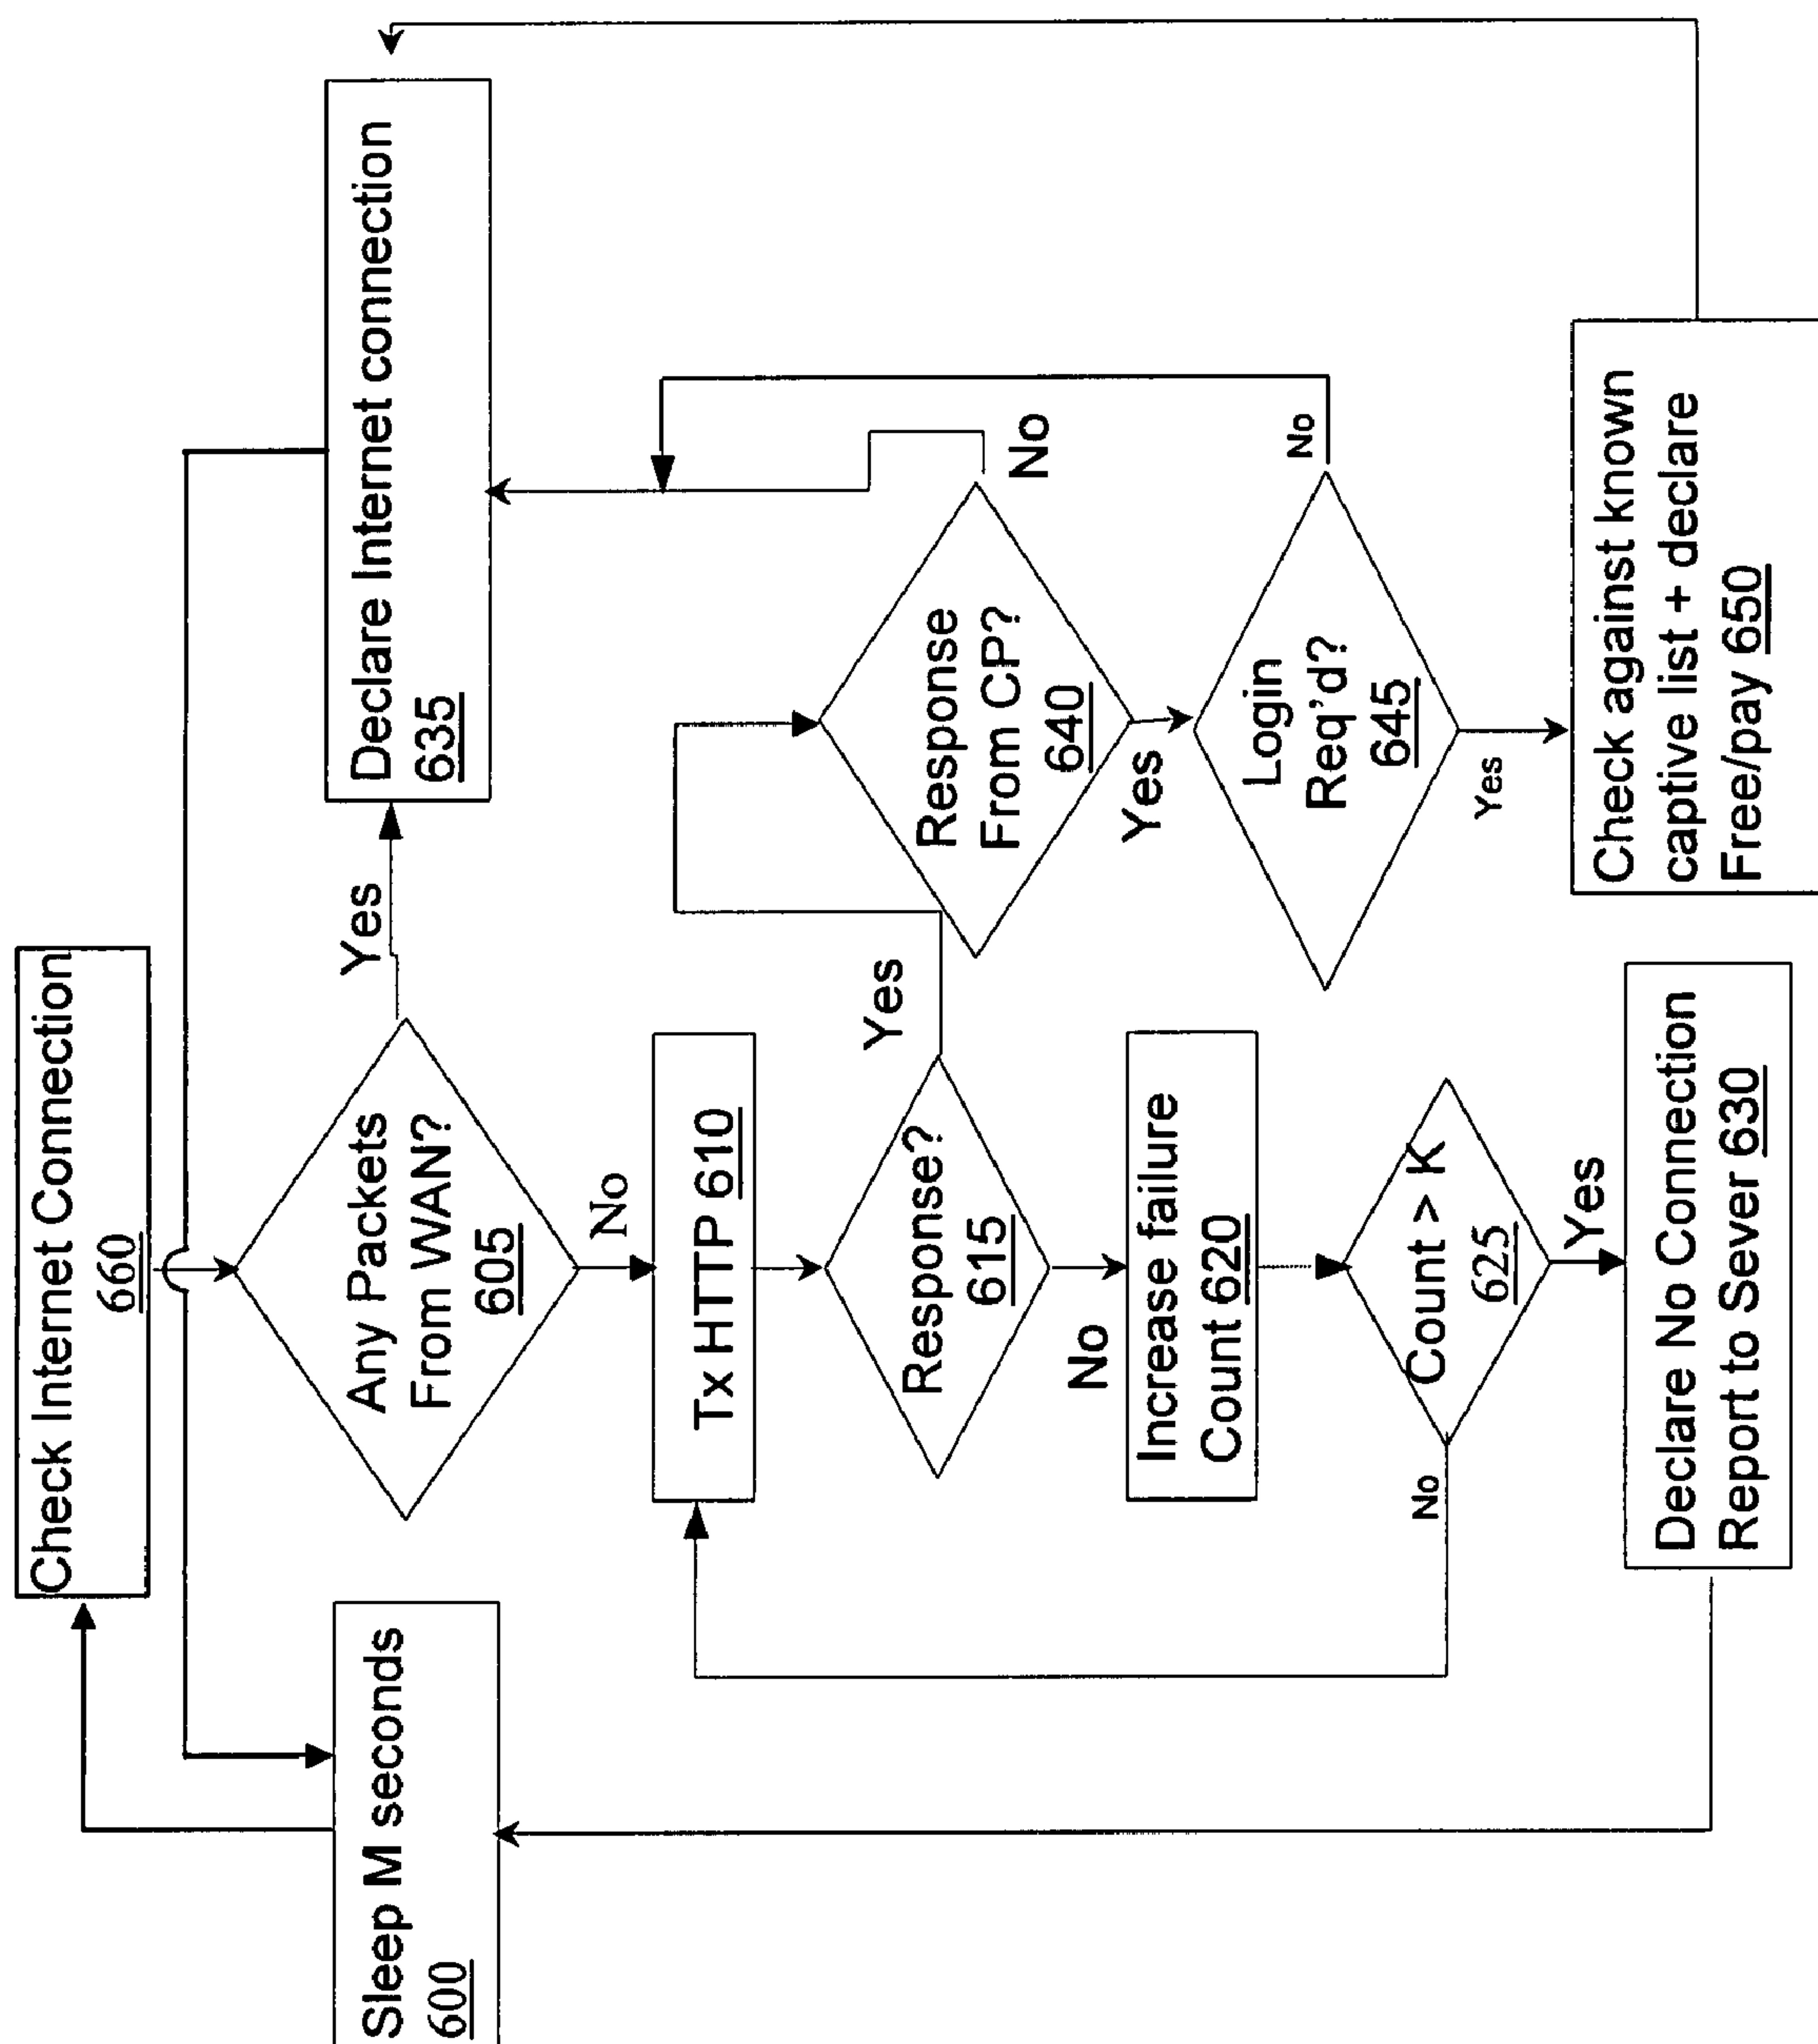 Check Internet Connection
660
Sleep M seconds
600
Any Packets
From WAN?
605
Yes
Declare Internet connection
635
No
Tx HTTP 610
Response?
615
Yes
No
Response
From CP?
640
No
Yes
Increase failure
Count 620
Login
Req'd?
645
No
Yes
Count > K
625
No
Yes
Declare No Connection
Report to Sever 630
Check against known
captive list + declare
Free/pay 650